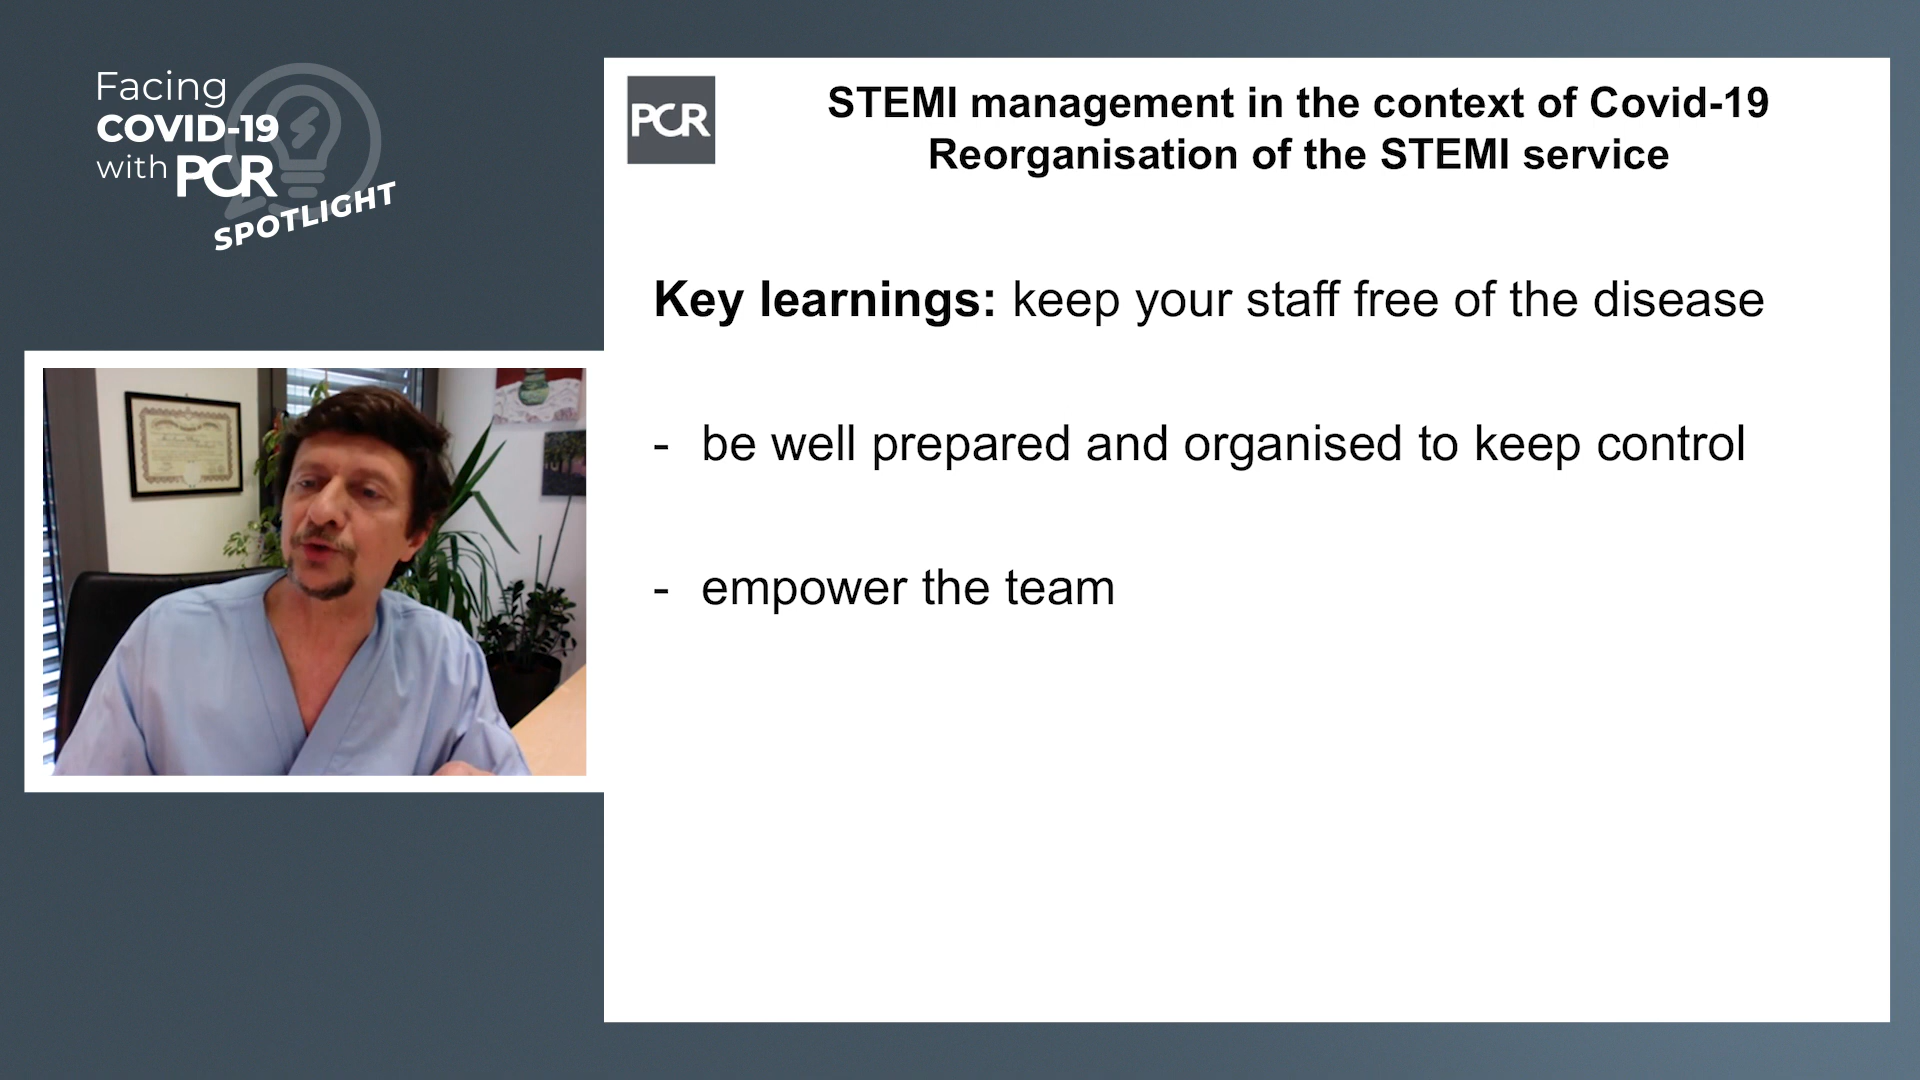 Facing
COVID-19
with PCR
SPOTLIGHT
PCR
STEMI management in the context of Covid-19
Reorganisation of the STEMI service
Key learnings: keep your staff free of the disease
- be well prepared and organised to keep control
- empower the team